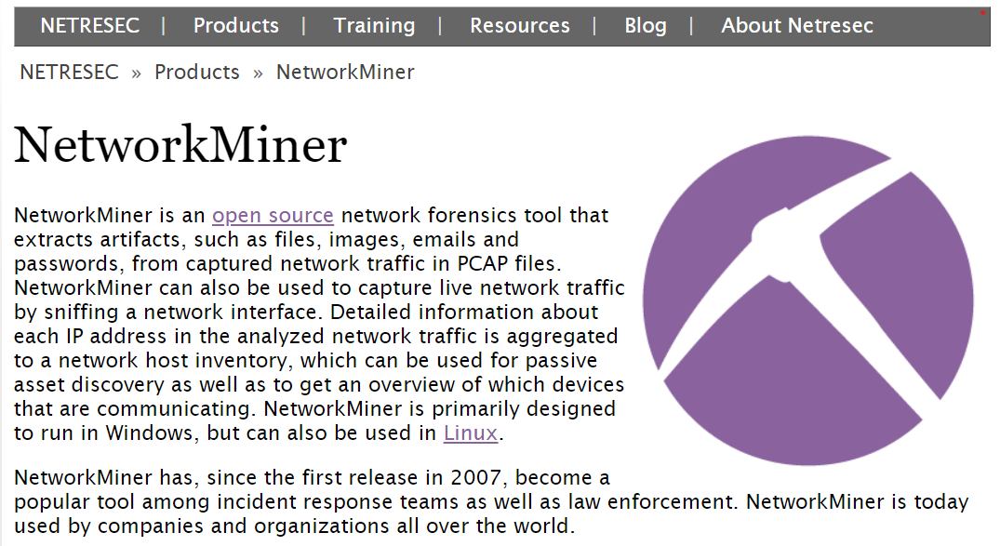 NETRESEC | Products | Training | Resources | Blog | About Netresec
NETRESEC » Products » NetworkMiner
NetworkMiner
NetworkMiner is an open source network forensics tool that
extracts artifacts, such as files, images, emails and
passwords, from captured network traffic in PCAP files.
NetworkMiner can also be used to capture live network traffic
by sniffing a network interface. Detailed information about
each IP address in the analyzed network traffic is aggregated
to a network host inventory, which can be used for passive
asset discovery as well as to get an overview of which devices
that are communicating. NetworkMiner is primarily designed
to run in Windows, but can also be used in Linux.
NetworkMiner has, since the first release in 2007, become a
popular tool among incident response teams as well as law enforcement. NetworkMiner is today
used by companies and organizations all over the world.